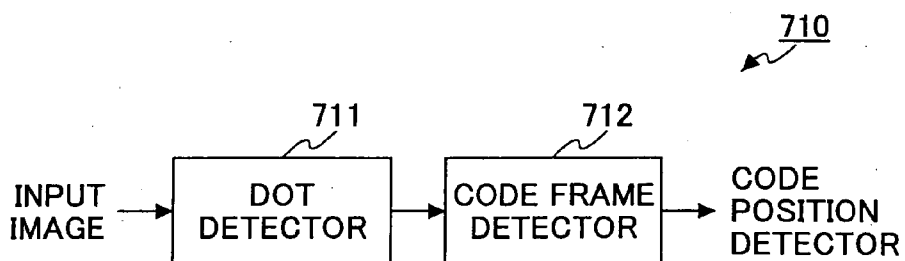 710
711
712
INPUT
IMAGE
DOT
DETECTOR
CODE FRAME
DETECTOR
CODE
POSITION
DETECTOR